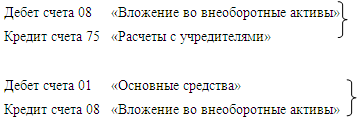 Дебет счета 08 «Вложение во внеоборотные активы»
Кредит счета 75 «Расчеты с учредителями»
Дебет счета 01 «Основные средства»
Кредит счета 08 «Вложение во внеоборотные активы»